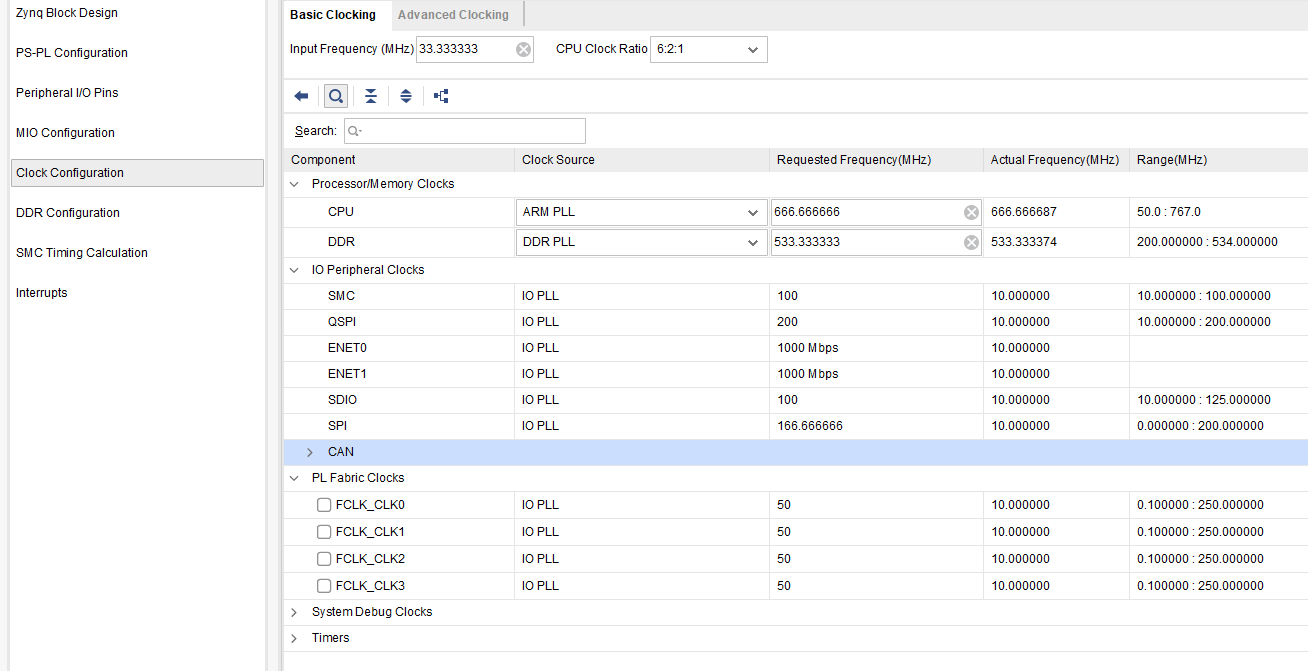 Zynq Block Design
PS-PL Configuration
Peripheral I/O Pins
MIO Configuration
Clock Configuration
DDR Configuration
SMC Timing Calculation
Interrupts
Basic Clocking Advanced Clocking
Input Frequency (MHz) 33.333333 CPU Clock Ratio 6:2:1
Search:
Component Clock Source Requested Frequency(MHz) Actual Frequency(MHz) Range(MHz)
Processor/Memory Clocks
CPU ARM PLL 666.666666 666.666687 50.0 : 767.0
DDR DDR PLL 533.333333 533.333374 200.000000 : 534.000000
IO Peripheral Clocks
SMC IO PLL 100 10.000000 10.000000 : 100.000000
QSPI IO PLL 200 10.000000 10.000000 : 200.000000
ENET0 IO PLL 1000 Mbps 10.000000
ENET1 IO PLL 1000 Mbps 10.000000
SDIO IO PLL 100 10.000000 10.000000 : 125.000000
SPI IO PLL 166.666666 10.000000 0.000000 : 200.000000
CAN
PL Fabric Clocks
FCLK_CLK0 IO PLL 50 10.000000 0.100000 : 250.000000
FCLK_CLK1 IO PLL 50 10.000000 0.100000 : 250.000000
FCLK_CLK2 IO PLL 50 10.000000 0.100000 : 250.000000
FCLK_CLK3 IO PLL 50 10.000000 0.100000 : 250.000000
System Debug Clocks
Timers